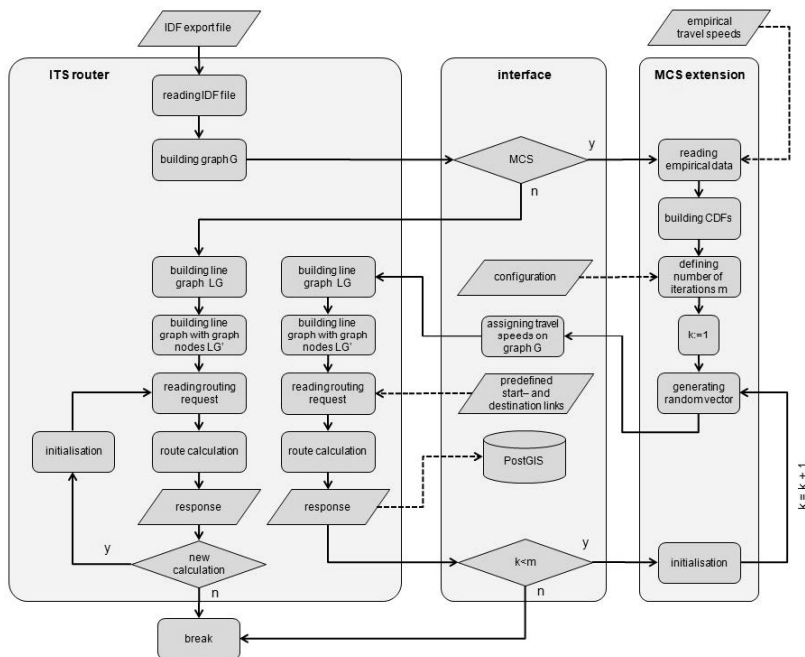 IDF export file
empirical
travel speeds
ITS router
interface
MCS extension
reading IDF file
building graph G
MCS
y
n
reading
empirical data
building CDFs
building line
graph LG
building line
graph LG
configuration
defining
number of
iterations m
building line
graph with graph
nodes LG'
building line
graph with graph
nodes LG'
assigning travel
speeds on
graph G
k:=1
reading routing
request
reading routing
request
predefined
start– and
destination links
generating
random vector
initialisation
route calculation
route calculation
PostGIS
k = k + 1
response
response
y
new
calculation
n
k<m
y
n
initialisation
break